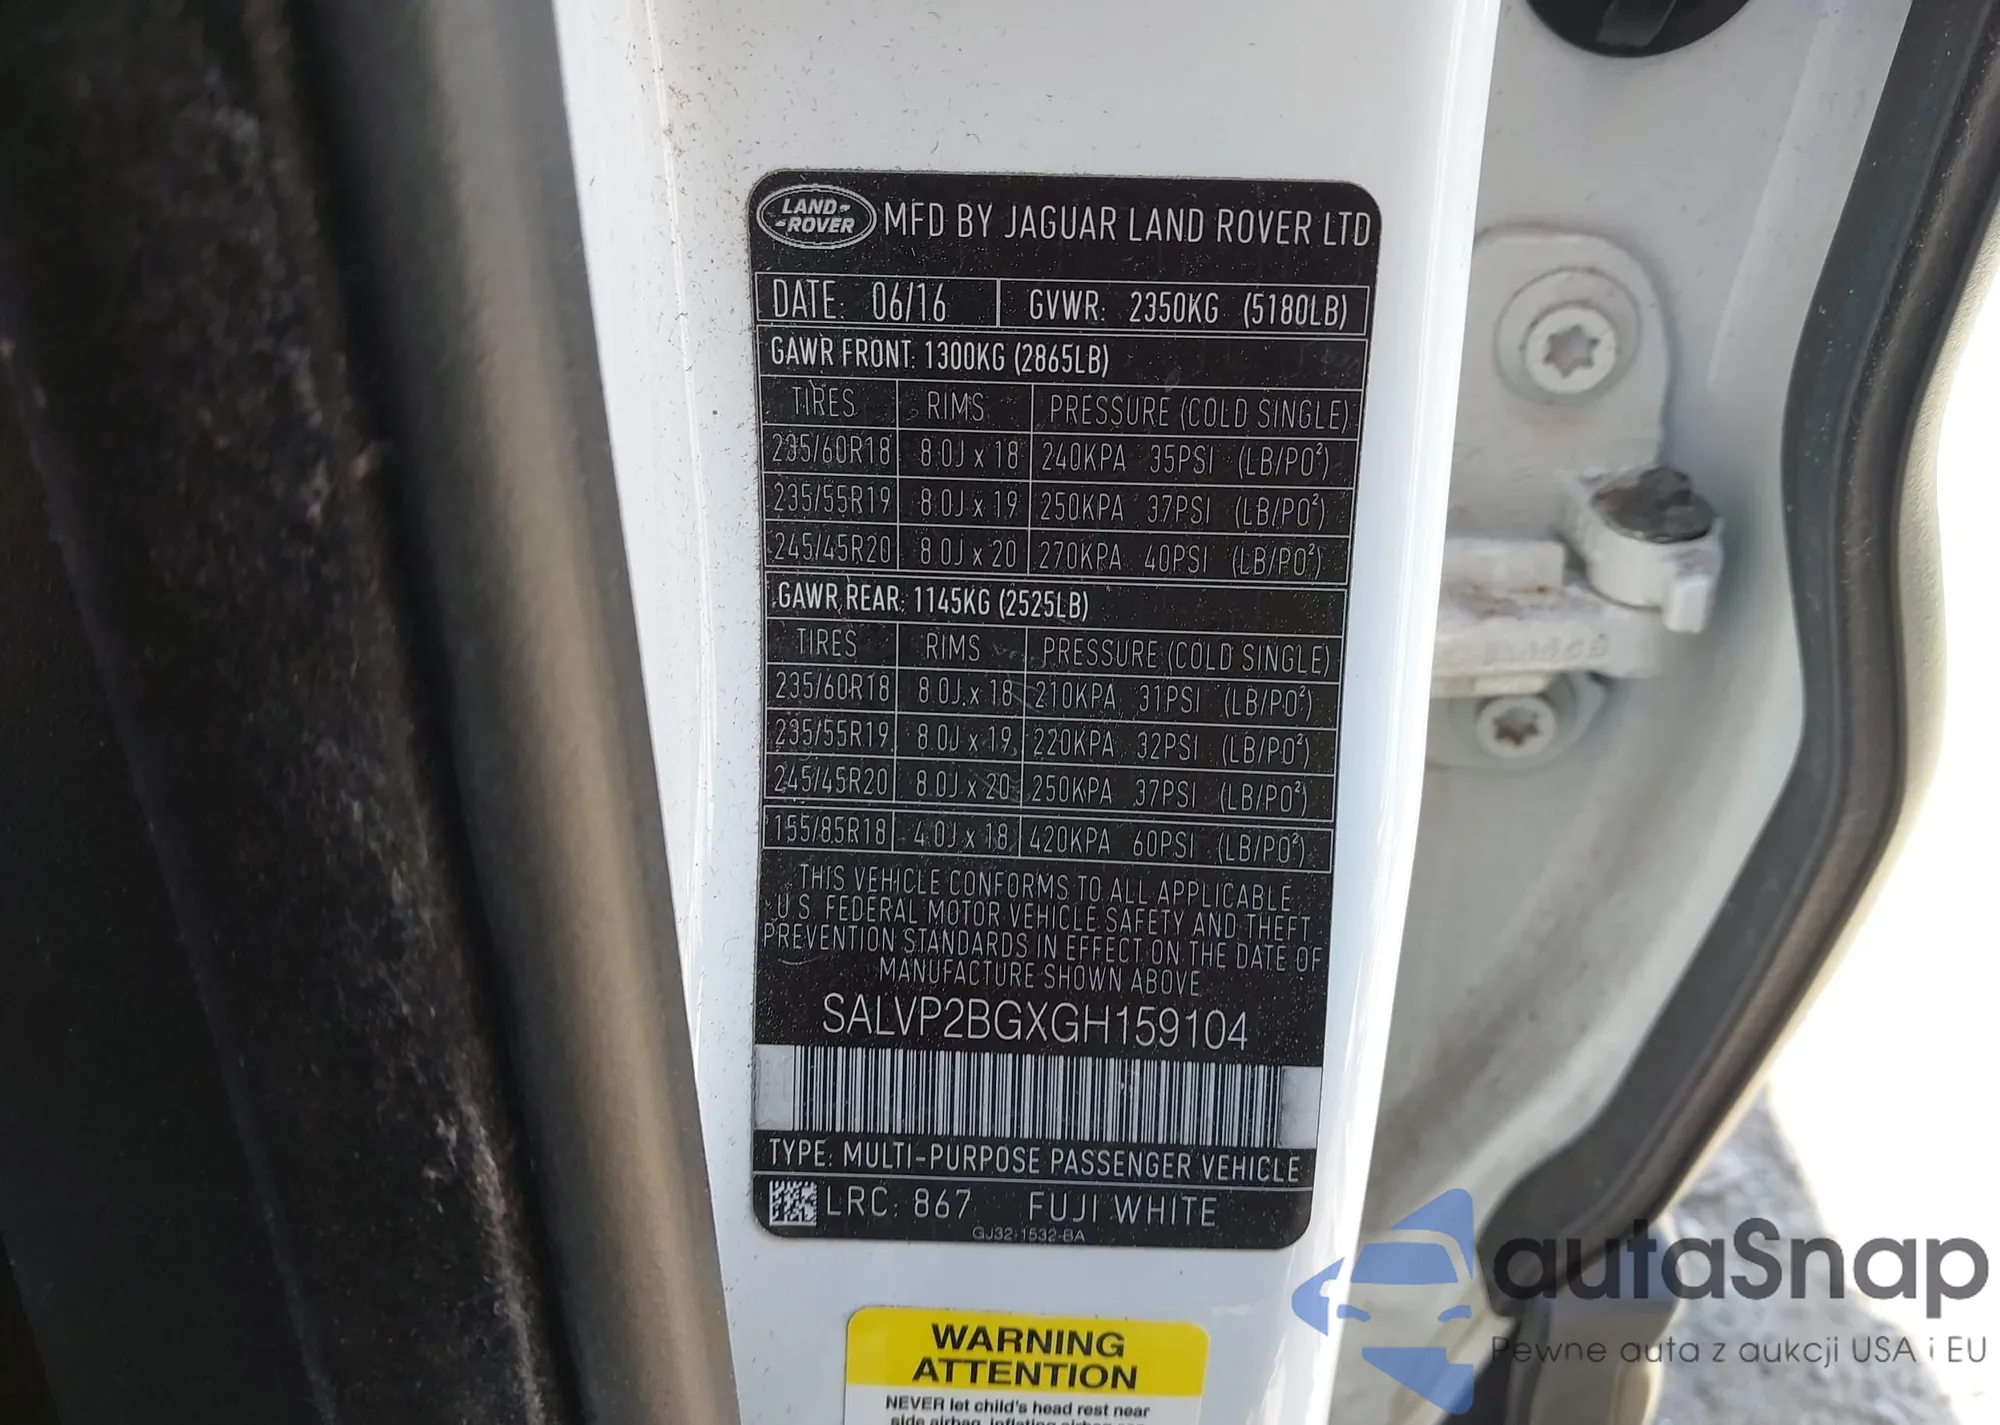 LAND-
-ROVER
MFD BY JAGUAR LAND ROVER LTD
DATE: 06/16 GVWR: 2350KG (5180LB)
GAWR FRONT: 1300KG (2865LB)
TIRES RIMS PRESSURE (COLD SINGLE)
235/60R18 8.0J x 18 240KPA 35PSI (LB/PO²)
235/55R19 8.0J x 19 250KPA 37PSI (LB/PO²)
245/45R20 8.0J x 20 270KPA 40PSI (LB/PO²)
GAWR REAR: 1145KG (2525LB)
TIRES RIMS PRESSURE (COLD SINGLE)
235/60R18 8.0J x 18 210KPA 31PSI (LB/PO²)
235/55R19 8.0J x 19 220KPA 32PSI (LB/PO²)
245/45R20 8.0J x 20 250KPA 37PSI (LB/PO²)
155/85R18 4.0J x 18 420KPA 60PSI (LB/PO²)
THIS VEHICLE CONFORMS TO ALL APPLICABLE
U.S. FEDERAL MOTOR VEHICLE SAFETY AND THEFT
PREVENTION STANDARDS IN EFFECT ON THE DATE OF
MANUFACTURE SHOWN ABOVE
SALVP2BGXGH159104
TYPE: MULTI-PURPOSE PASSENGER VEHICLE
LRC: 867 FUJI WHITE
GJ32-1532-BA
WARNING
ATTENTION
NEVER let child's head rest near
side airbag, inflating airbag can
autaSnap
Pewne auta z aukcji USA i EU